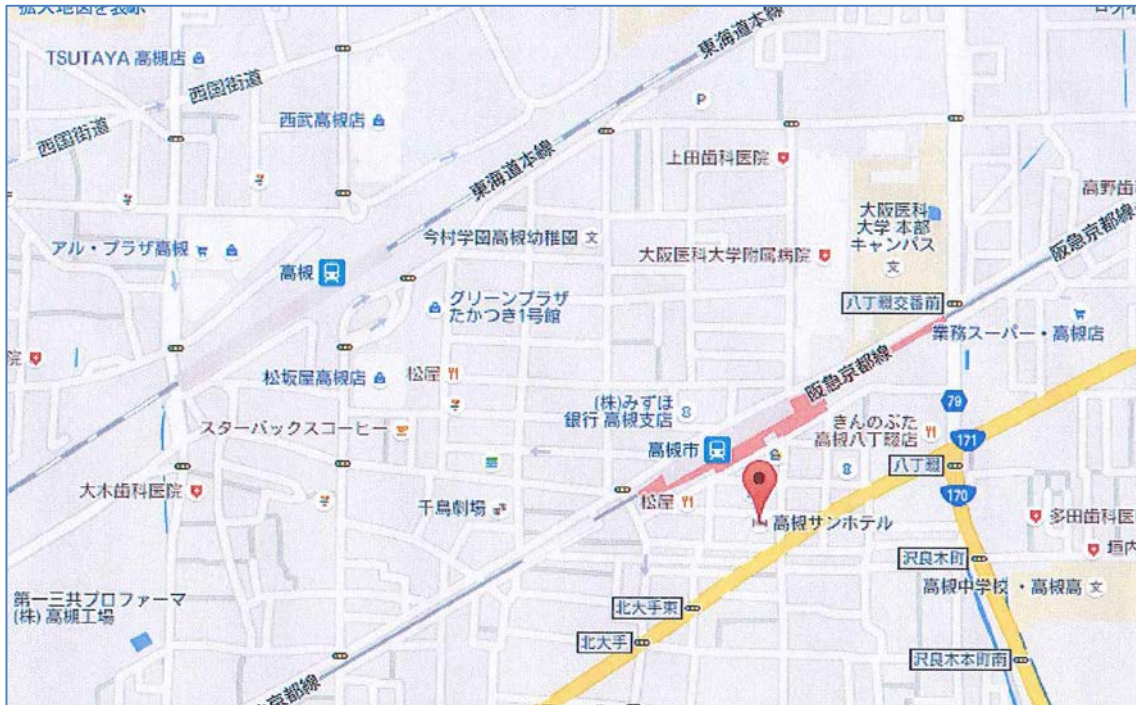 拡大地図を表示
TSUTAYA 高槻店
西国街道
西国街道
西武高槻店
東海道本線
東海道本線
P
上田歯科医院
高野歯
大阪医科
大学 本部
キャンパス
アル・プラザ高槻
今村学園高槻幼稚園
大阪医科大学附属病院
阪急京都線
高槻
グリーンプラザ
たかつき1号館
八丁畷交番前
業務スーパー・高槻店
院
松坂屋高槻店
松屋
阪急京都線
(株)みずほ
銀行 高槻支店
79
スターバックスコーヒー
きんのぶた
高槻八丁畷店
171
高槻市
八丁畷
大木歯科医院
170
千鳥劇場
松屋
高槻サンホテル
多田歯科医
垣内
沢良木町
高槻中学校・高槻高
第一三共プロファーマ
(株) 高槻工場
北大手東
北大手
沢良木本町南
京都線